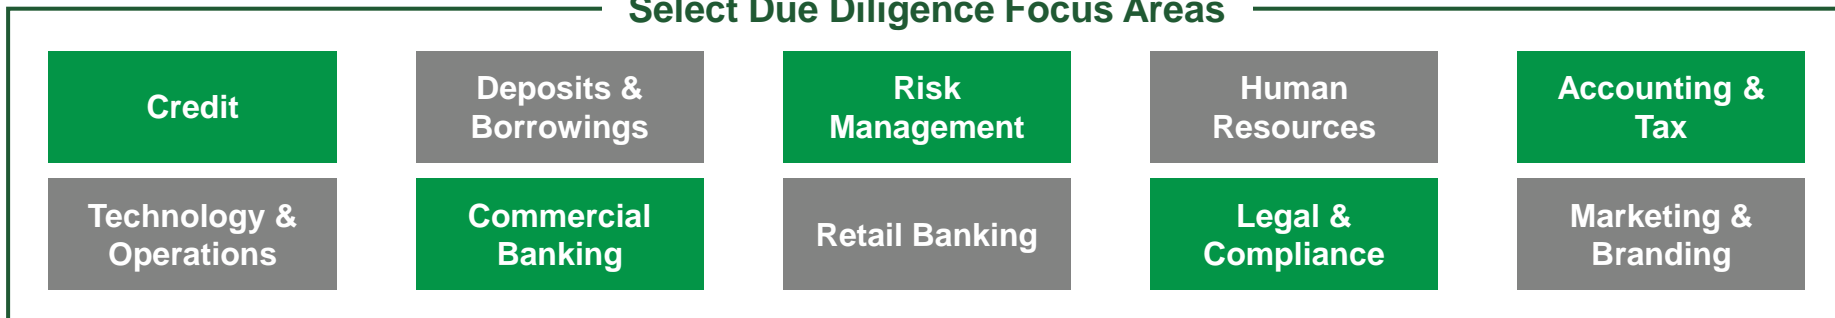 Select Due Diligence Focus Areas
Credit
Deposits &
Borrowings
Risk
Management
Human
Resources
Accounting &
Tax
Technology &
Operations
Commercial
Banking
Retail Banking
Legal &
Compliance
Marketing &
Branding